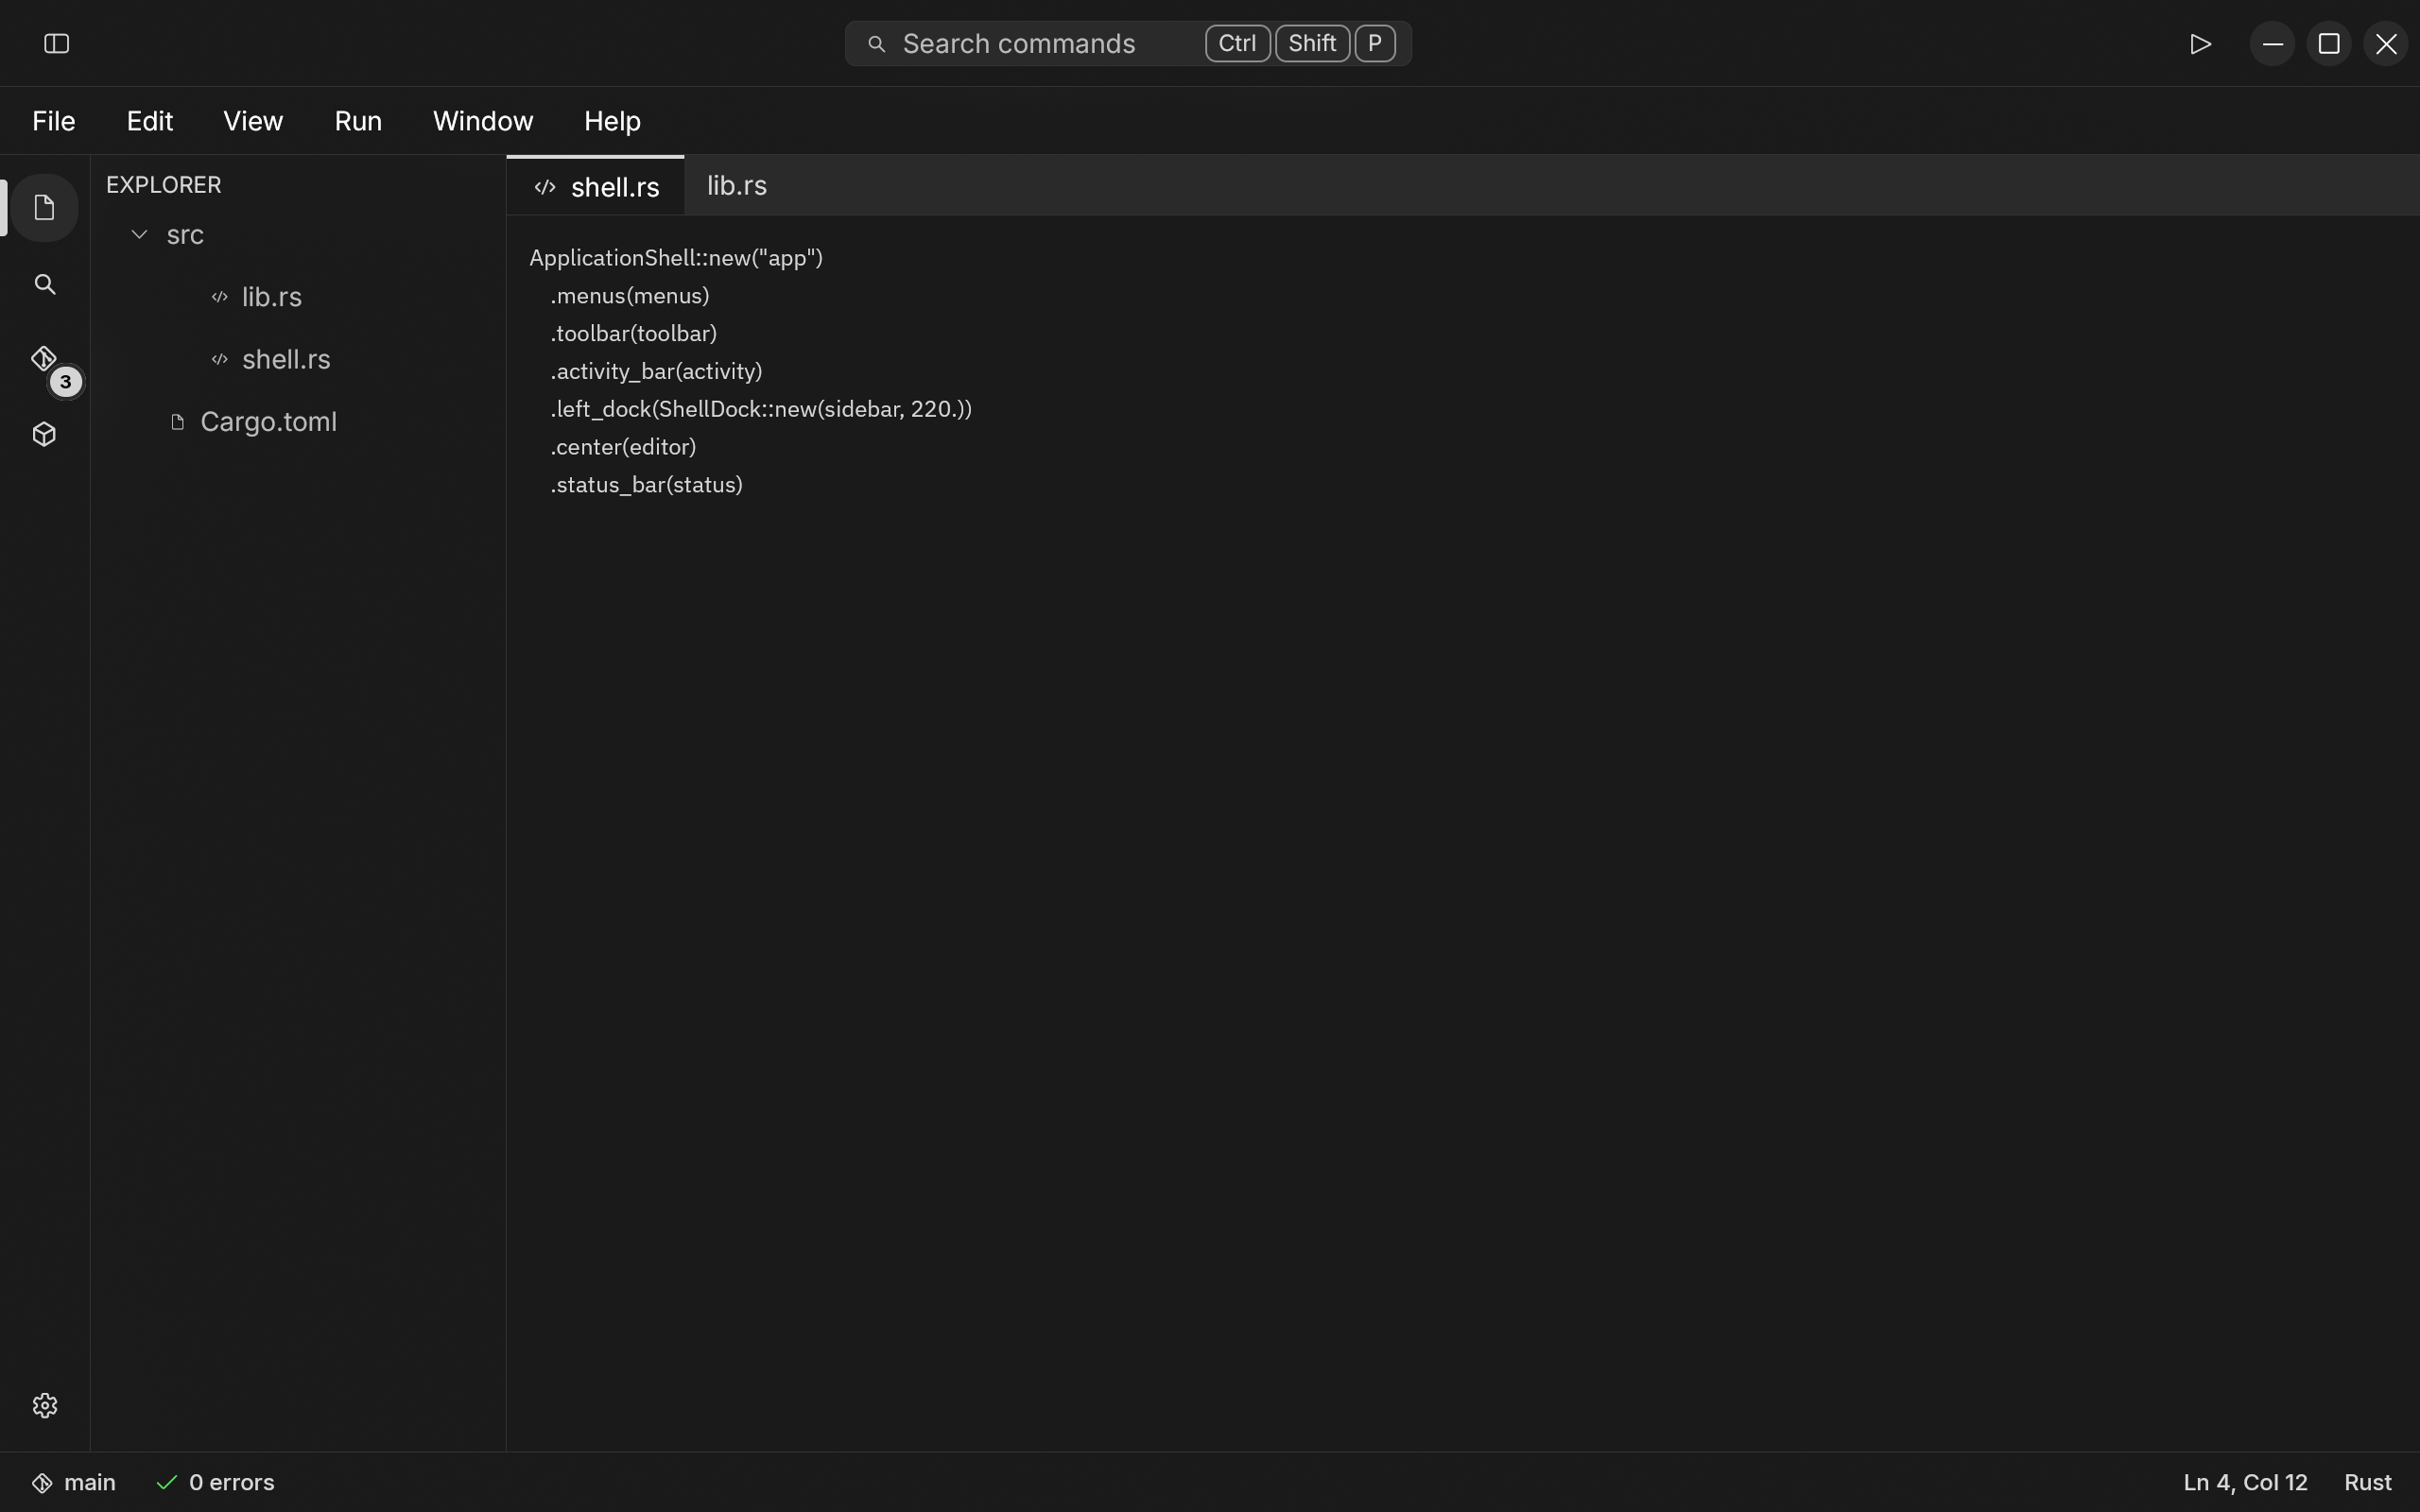 Search commands Ctrl Shift P
File Edit View Run Window Help
EXPLORER
src
lib.rs
shell.rs
Cargo.toml
3
shell.rs lib.rs
ApplicationShell::new("app")
.menus(menus)
.toolbar(toolbar)
.activity_bar(activity)
.left_dock(ShellDock::new(sidebar, 220.))
.center(editor)
.status_bar(status)
main 0 errors Ln 4, Col 12 Rust